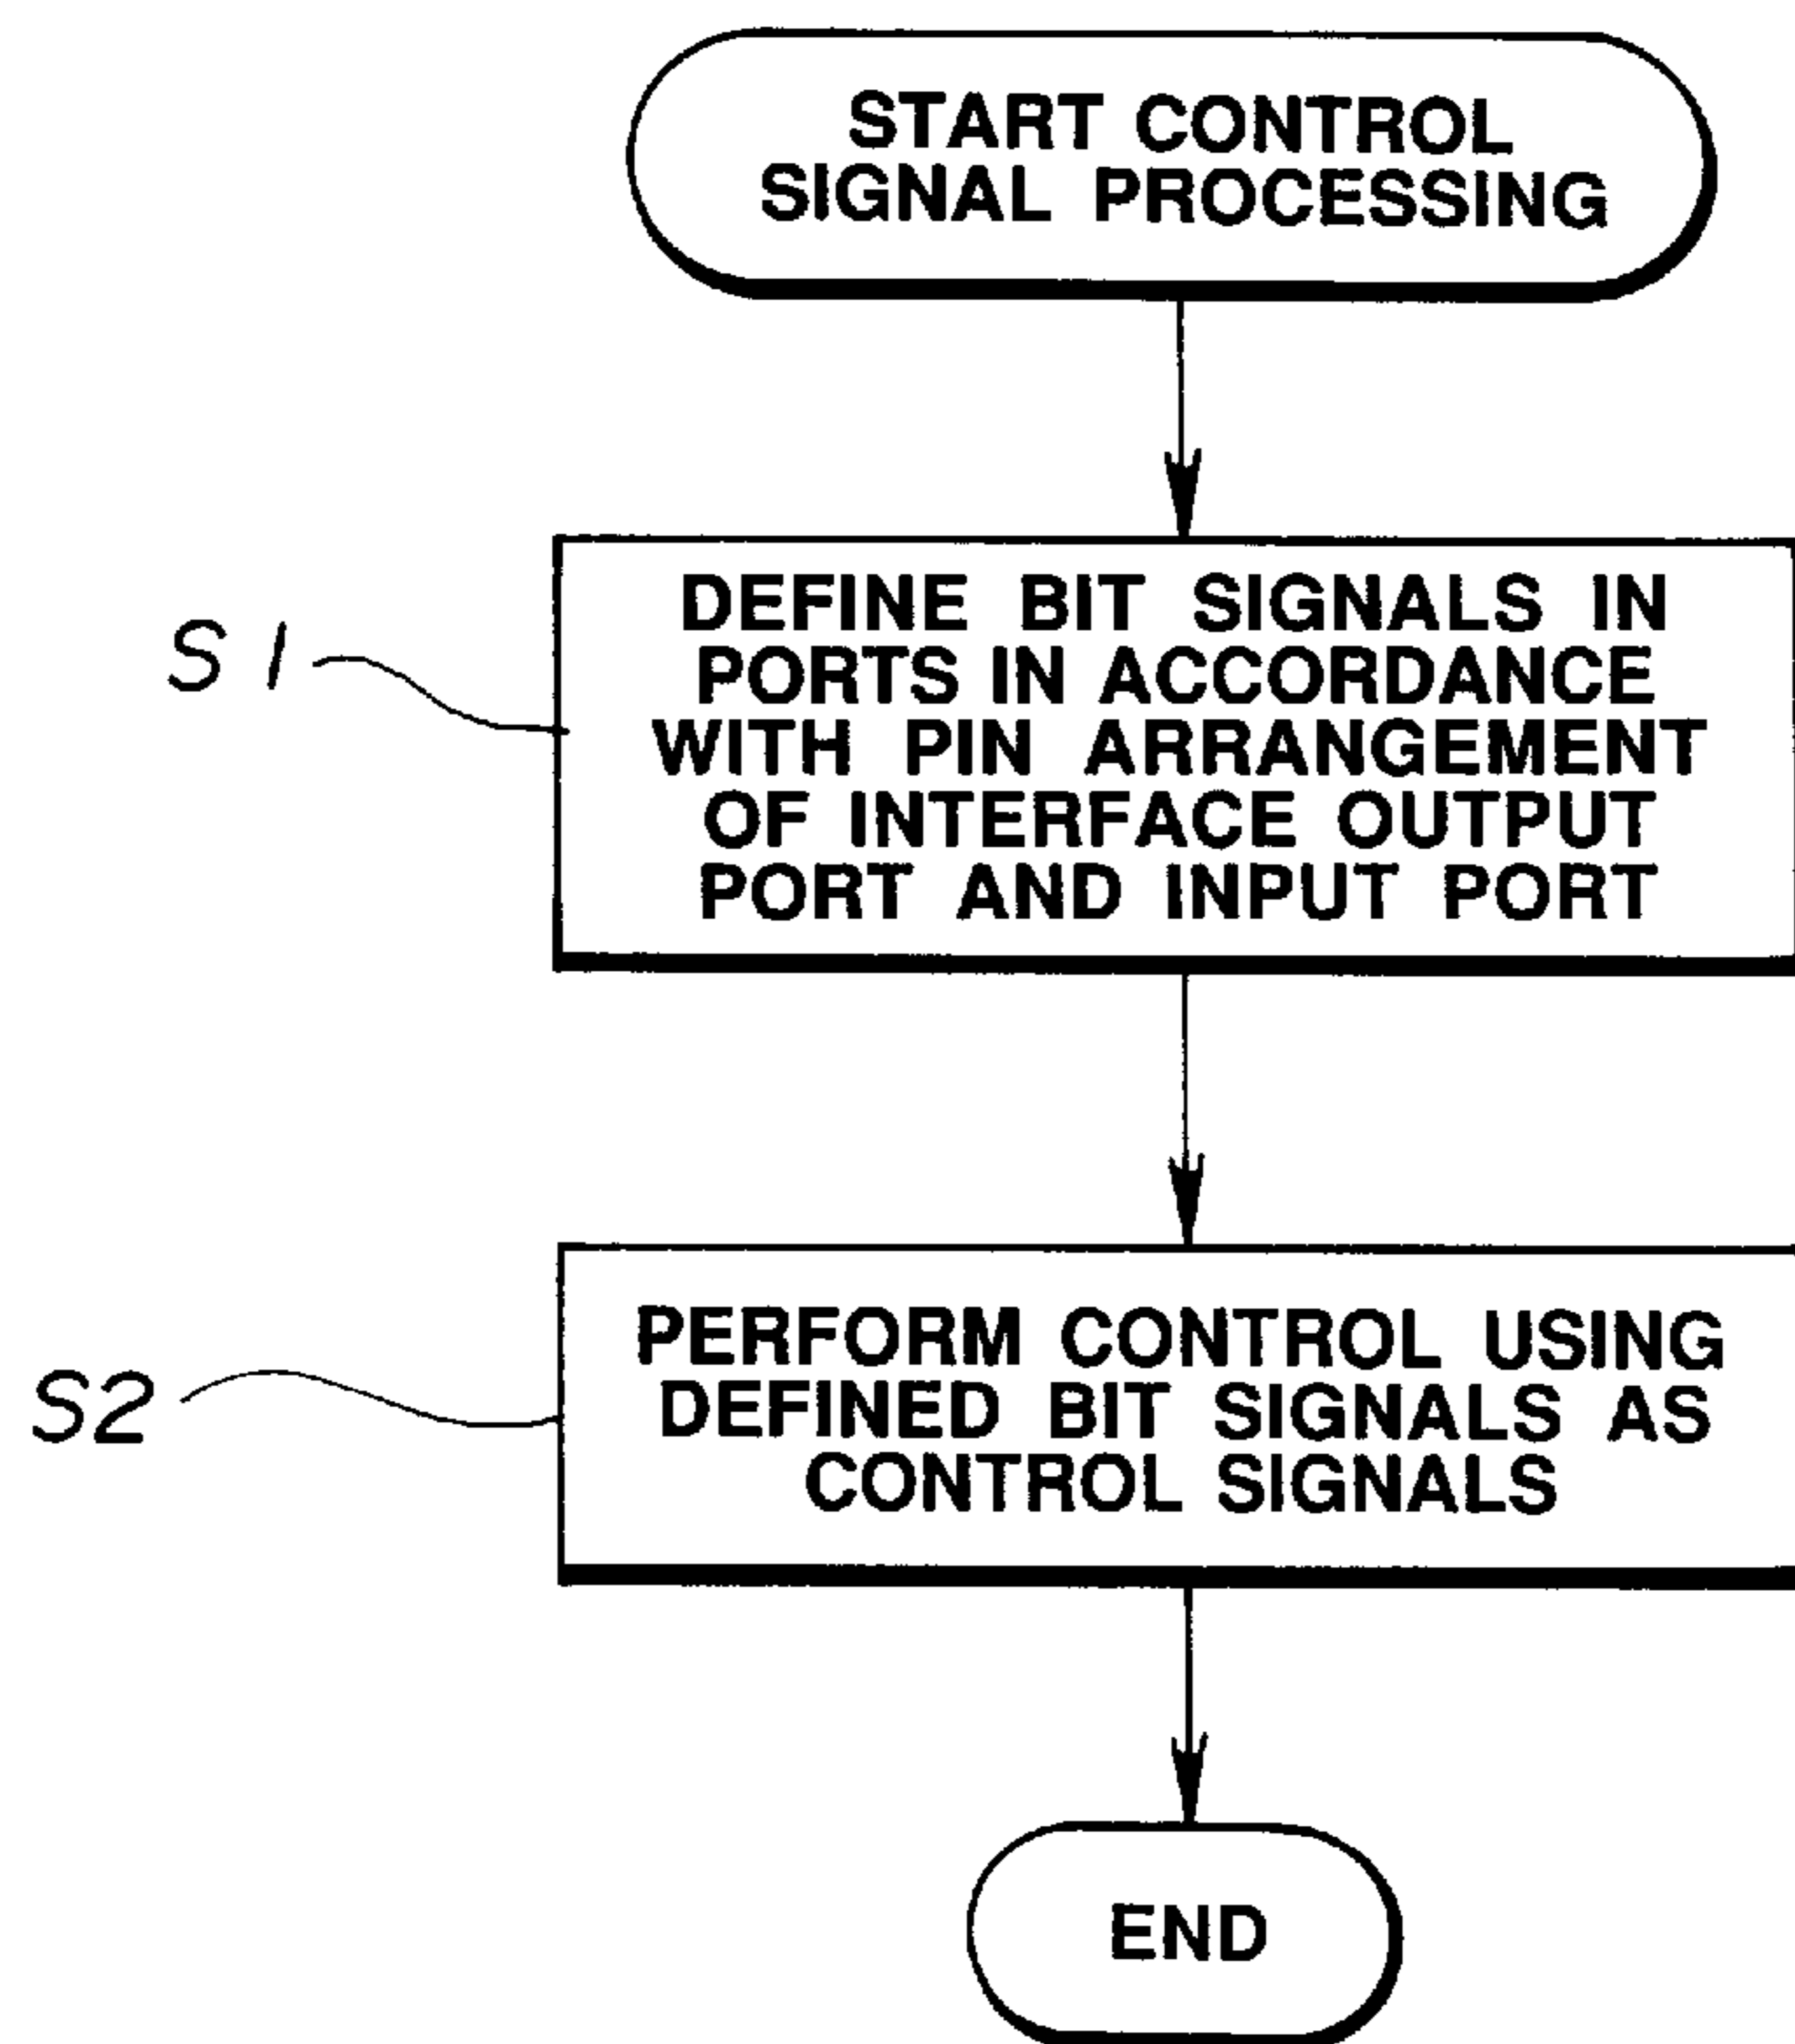 START CONTROL
SIGNAL PROCESSING
S1
DEFINE BIT SIGNALS IN
PORTS IN ACCORDANCE
WITH PIN ARRANGEMENT
OF INTERFACE OUTPUT
PORT AND INPUT PORT
S2
PERFORM CONTROL USING
DEFINED BIT SIGNALS AS
CONTROL SIGNALS
END